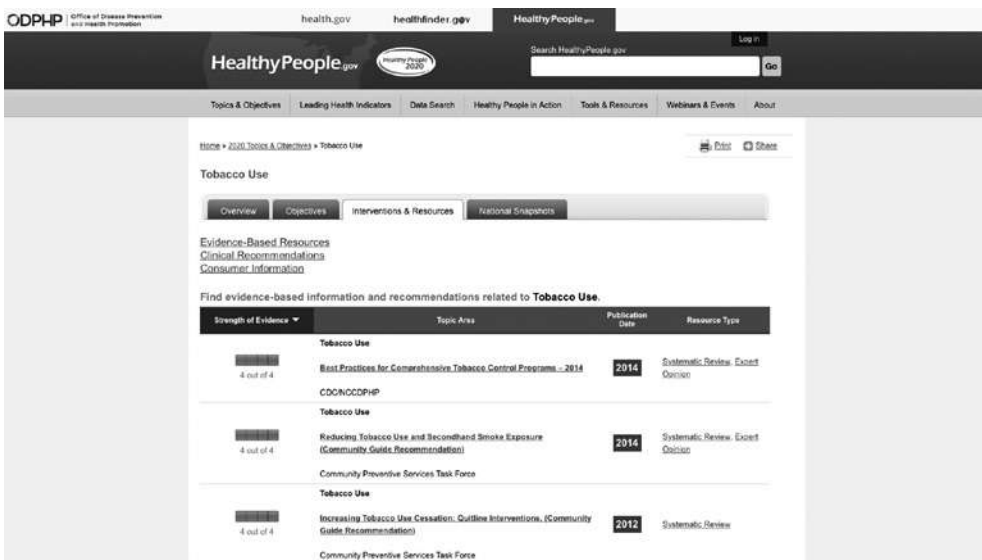 ODPHP Office of Disease Prevention and Health Promotion
health.gov
healthfinder.gov
HealthyPeople.gov
Log in
HealthyPeople.gov
Healthy People 2020
Search HealthyPeople.gov
Go
Topics & Objectives
Leading Health Indicators
Data Search
Healthy People in Action
Tools & Resources
Webinars & Events
About
Home » 2020 Topics & Objectives » Tobacco Use
Print
Share
Tobacco Use
Overview
Objectives
Interventions & Resources
National Snapshots
Evidence-Based Resources
Clinical Recommendations
Consumer Information
Find evidence-based information and recommendations related to Tobacco Use.
Strength of Evidence
Topic Area
Publication
Date
Resource Type
Tobacco Use
4 out of 4
Best Practices for Comprehensive Tobacco Control Programs – 2014
CDC/NCCDPHP
2014
Systematic Review, Expert
Opinion
Tobacco Use
4 out of 4
Reducing Tobacco Use and Secondhand Smoke Exposure
(Community Guide Recommendation)
Community Preventive Services Task Force
2014
Systematic Review, Expert
Opinion
Tobacco Use
4 out of 4
Increasing Tobacco Use Cessation: Quitline Interventions, (Community
Guide Recommendation)
Community Preventive Services Task Force
2012
Systematic Review